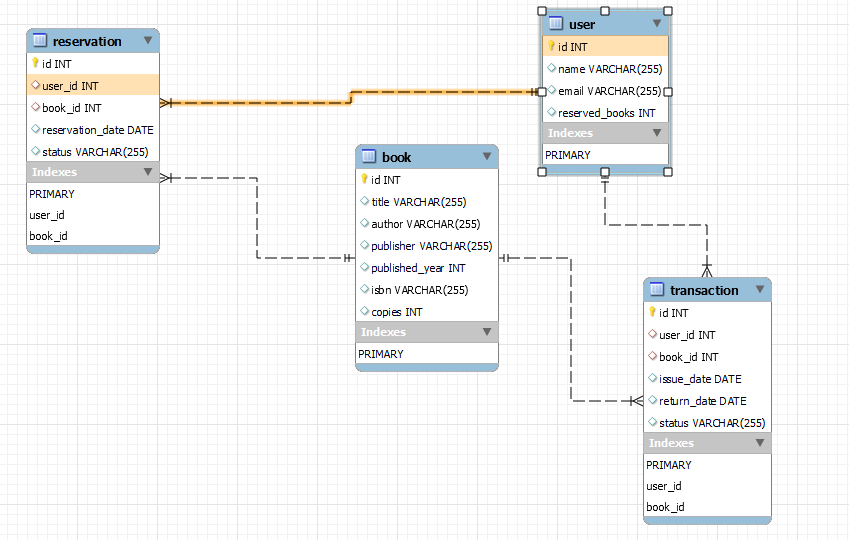 reservation
id INT
user_id INT
book_id INT
reservation_date DATE
status VARCHAR(255)
Indexes
PRIMARY
user_id
book_id
user
id INT
name VARCHAR(255)
email VARCHAR(255)
reserved_books INT
Indexes
PRIMARY
book
id INT
title VARCHAR(255)
author VARCHAR(255)
publisher VARCHAR(255)
published_year INT
isbn VARCHAR(255)
copies INT
Indexes
PRIMARY
transaction
id INT
user_id INT
book_id INT
issue_date DATE
return_date DATE
status VARCHAR(255)
Indexes
PRIMARY
user_id
book_id